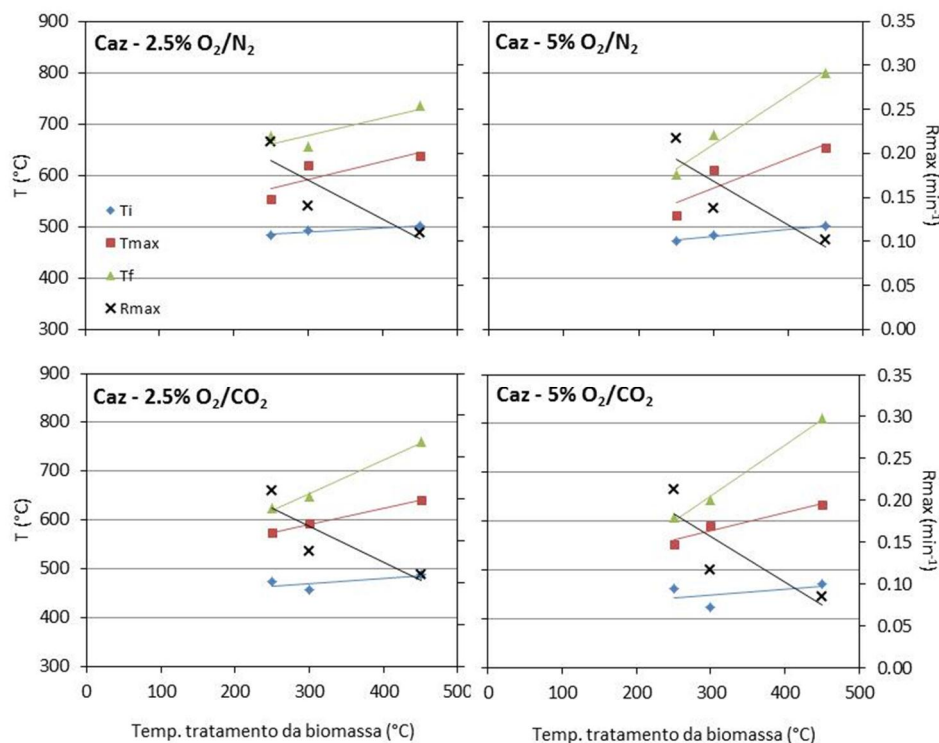 Caz - 2.5% O₂/N₂
Caz - 5% O₂/N₂
900
800
700
600
500
400
300
T (°C)
Ti
Tmax
Tf
Rmax
0.35
0.30
0.25
0.20
0.15
0.10
0.05
0.00
Rmax (min⁻¹)
Caz - 2.5% O₂/CO₂
Caz - 5% O₂/CO₂
900
800
700
600
500
400
300
T (°C)
0.35
0.30
0.25
0.20
0.15
0.10
0.05
0.00
Rmax (min⁻¹)
0 100 200 300 400 500
0 100 200 300 400 500
Temp. tratamento da biomassa (°C)
Temp. tratamento da biomassa (°C)